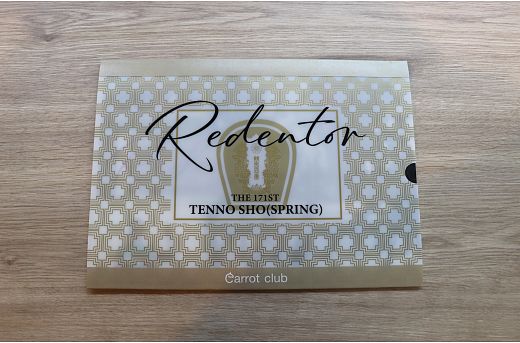 Redentor
THE 171ST
TENNO SHO(SPRING)
Carrot club